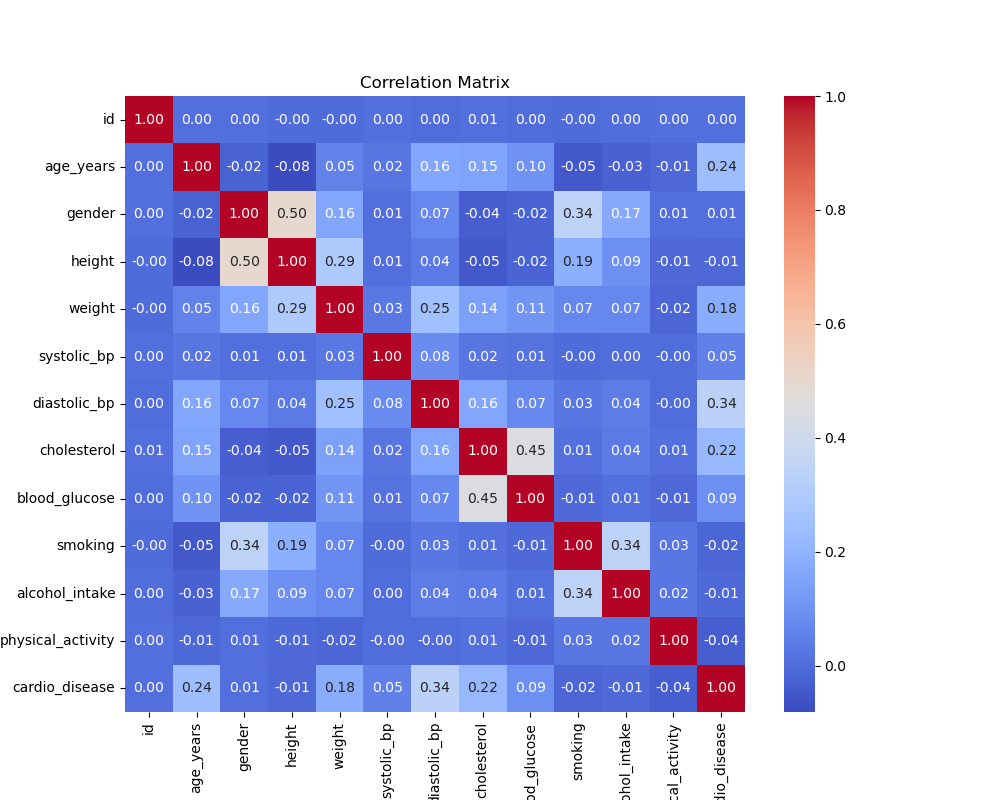 Correlation Matrix
id 1.00 0.00 0.00 -0.00 -0.00 0.00 0.00 0.01 0.00 -0.00 0.00 0.00 0.00
age_years 0.00 1.00 -0.02 -0.08 0.05 0.02 0.16 0.15 0.10 -0.05 -0.03 -0.01 0.24
gender 0.00 -0.02 1.00 0.50 0.16 0.01 0.07 -0.04 -0.02 0.34 0.17 0.01 0.01
height -0.00 -0.08 0.50 1.00 0.29 0.01 0.04 -0.05 -0.02 0.19 0.09 -0.01 -0.01
weight -0.00 0.05 0.16 0.29 1.00 0.03 0.25 0.14 0.11 0.07 0.07 -0.02 0.18
systolic_bp 0.00 0.02 0.01 0.01 0.03 1.00 0.08 0.02 0.01 -0.00 0.00 -0.00 0.05
diastolic_bp 0.00 0.16 0.07 0.04 0.25 0.08 1.00 0.16 0.07 0.03 0.04 -0.00 0.34
cholesterol 0.01 0.15 -0.04 -0.05 0.14 0.02 0.16 1.00 0.45 0.01 0.04 0.01 0.22
blood_glucose 0.00 0.10 -0.02 -0.02 0.11 0.01 0.07 0.45 1.00 -0.01 0.01 -0.01 0.09
smoking -0.00 -0.05 0.34 0.19 0.07 -0.00 0.03 0.01 -0.01 1.00 0.34 0.03 -0.02
alcohol_intake 0.00 -0.03 0.17 0.09 0.07 0.00 0.04 0.04 0.01 0.34 1.00 0.02 -0.01
physical_activity 0.00 -0.01 0.01 -0.01 -0.02 -0.00 -0.00 0.01 -0.01 0.03 0.02 1.00 -0.04
cardio_disease 0.00 0.24 0.01 -0.01 0.18 0.05 0.34 0.22 0.09 -0.02 -0.01 -0.04 1.00
id
age_years
gender
height
weight
systolic_bp
diastolic_bp
cholesterol
od_glucose
smoking
ohol_intake
cal_activity
dio_disease
1.0
0.8
0.6
0.4
0.2
0.0